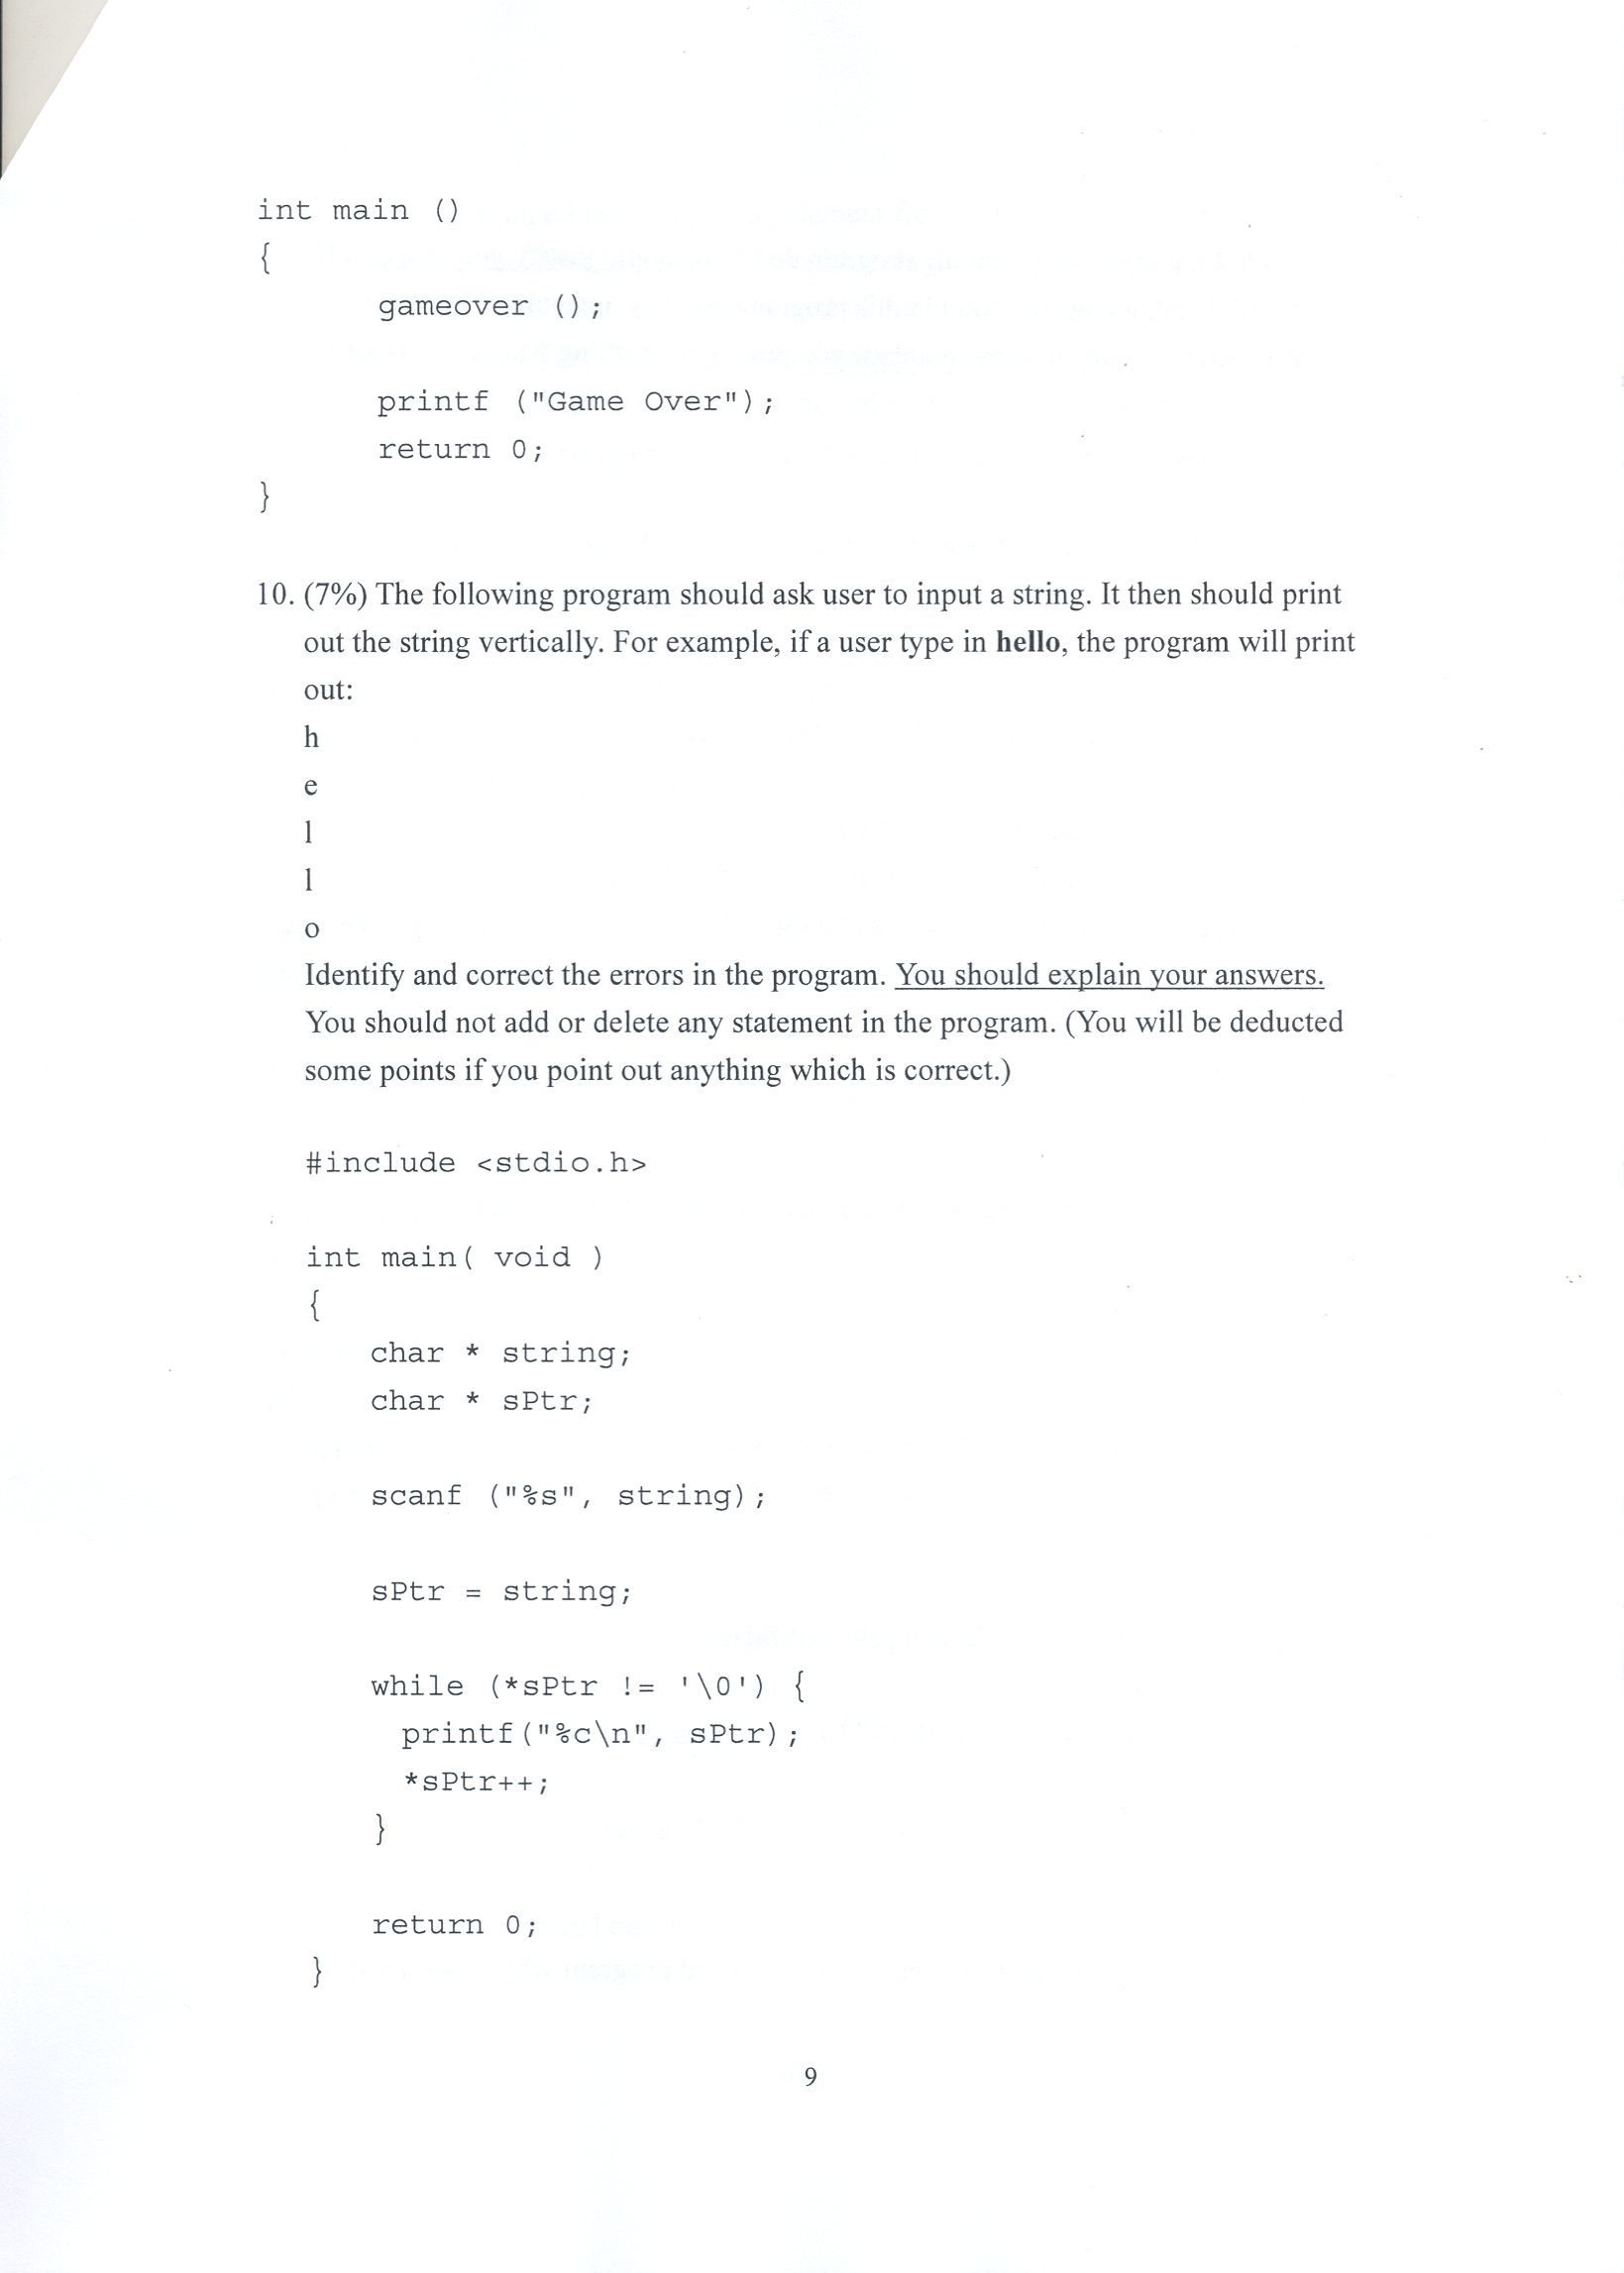 int main ()
{
gameover ();
printf ("Game Over");
return 0;
}
10. (7%) The following program should ask user to input a string. It then should print
out the string vertically. For example, if a user type in hello, the program will print
out:
h
e
l
l
o
Identify and correct the errors in the program. You should explain your answers.
You should not add or delete any statement in the program. (You will be deducted
some points if you point out anything which is correct.)
#include <stdio.h>
int main( void )
{
char * string;
char * sPtr;
scanf ("%s", string);
sPtr = string;
while (*sPtr != '\0') {
printf("%c\n", sPtr);
*sPtr++;
}
return 0;
}
9